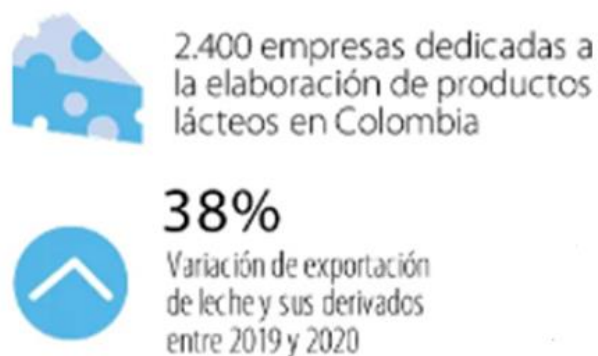 2.400 empresas dedicadas a
la elaboración de productos
lácteos en Colombia
38%
Variación de exportación
de leche y sus derivados
entre 2019 y 2020